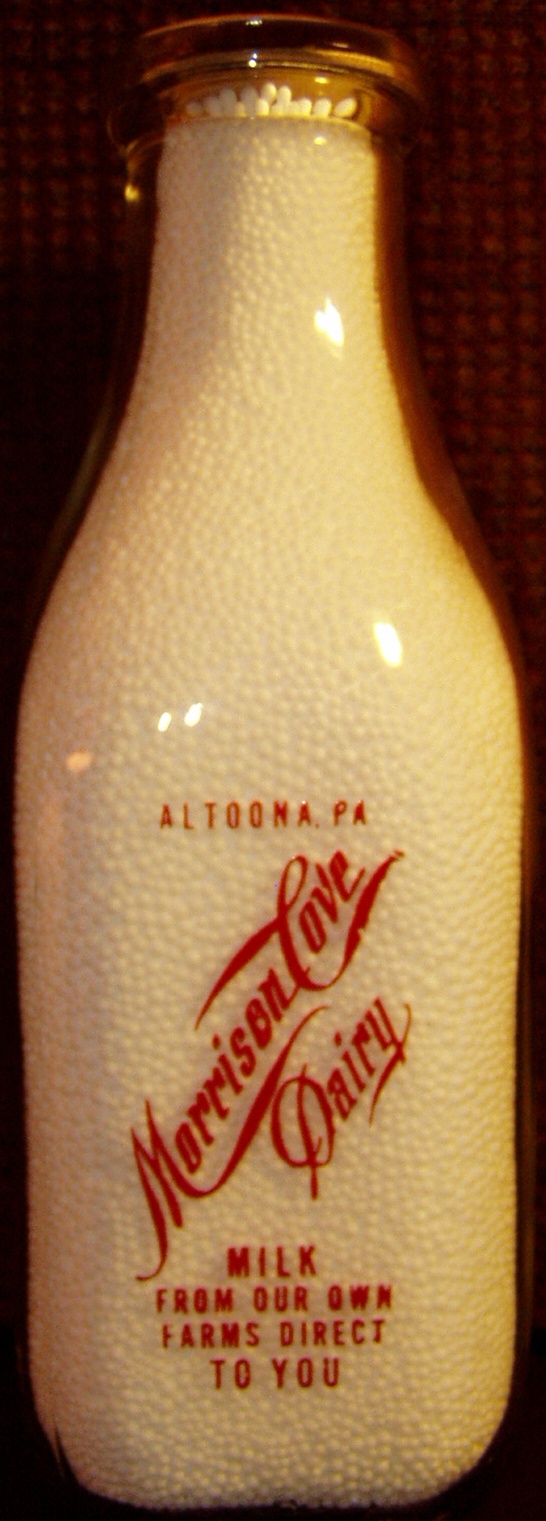 ALTOONA, PA
Morrison Cove
Dairy
MILK
FROM OUR OWN
FARMS DIRECT
TO YOU